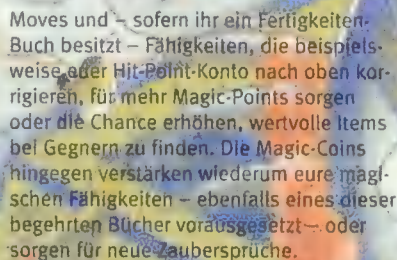 Moves und – sofern ihr ein Fertigkeiten-
Buch besitzt – Fähigkeiten, die beispiels-
weise euer Hit-Point-Konto nach oben kor-
rigieren, für mehr Magic-Points sorgen
oder die Chance erhöhen, wertvolle Items
bei Gegnern zu finden. Die Magic-Coins
hingegen verstärken wiederum eure magi-
schen Fähigkeiten – ebenfalls eines dieser
begehrten Bücher vorausgesetzt – oder
sorgen für neue Zaubersprüche.